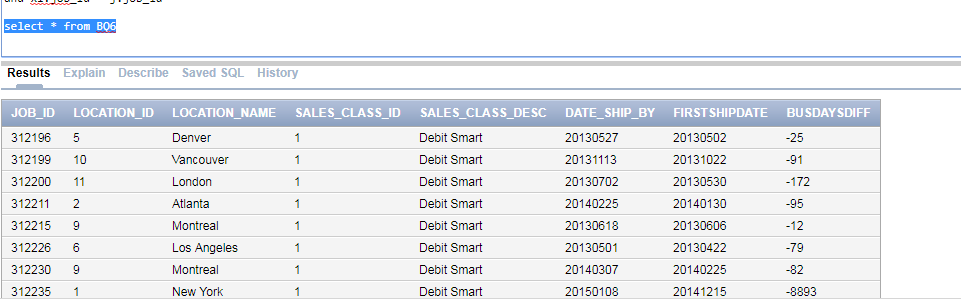 select * from BQ6
Results Explain Describe Saved SQL History
JOB_ID LOCATION_ID LOCATION_NAME SALES_CLASS_ID SALES_CLASS_DESC DATE_SHIP_BY FIRSTSHIPDATE BUSDAYSDIFF
312196 5 Denver 1 Debit Smart 20130527 20130502 -25
312199 10 Vancouver 1 Debit Smart 20131113 20131022 -91
312200 11 London 1 Debit Smart 20130702 20130530 -172
312211 2 Atlanta 1 Debit Smart 20140225 20140130 -95
312215 9 Montreal 1 Debit Smart 20130618 20130606 -12
312226 6 Los Angeles 1 Debit Smart 20130501 20130422 -79
312230 9 Montreal 1 Debit Smart 20140307 20140225 -82
312235 1 New York 1 Debit Smart 20150108 20141215 -8893